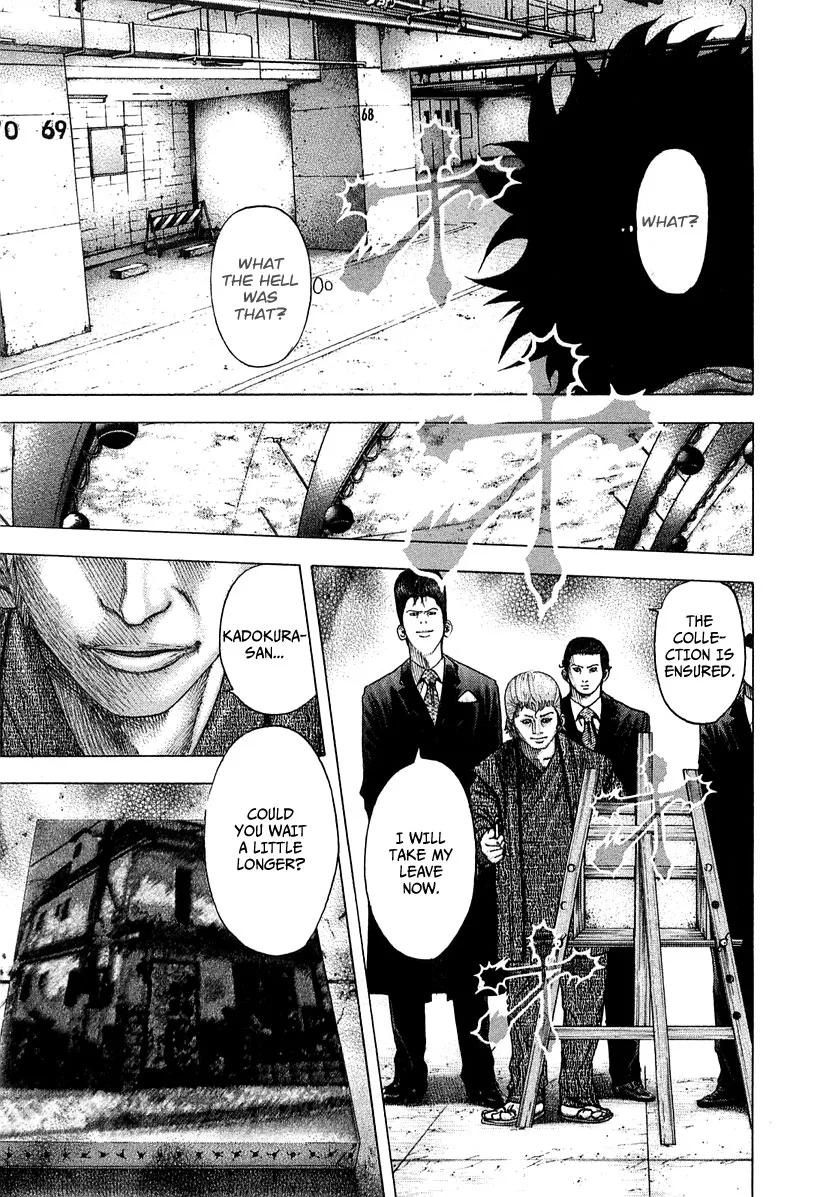 WHAT?
WHAT
THE HELL
WAS
THAT?
70 69
68
THE
COLLE-
CTION IS
ENSURED.
I WILL
TAKE MY
LEAVE
NOW.
KADOKURA-
SAN...
COULD
YOU WAIT
A LITTLE
LONGER?